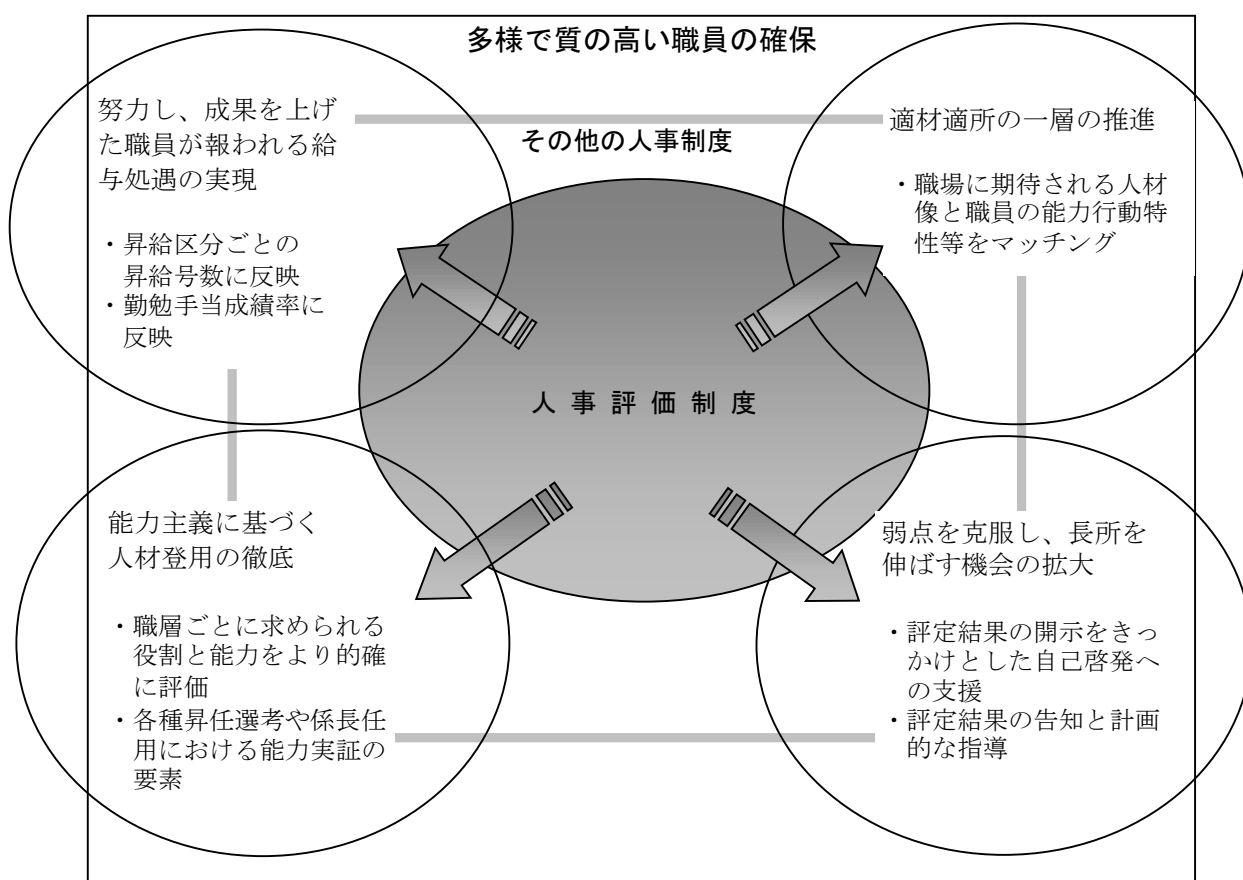 多様で質の高い職員の確保
努力し、成果を上げ
た職員が報われる給
与処遇の実現
・昇給区分ごとの
昇給号数に反映
・勤勉手当成績率に
反映
その他の人事制度
適材適所の一層の推進
・職場に期待される人材
像と職員の能力行動特
性等をマッチング
人事評価制度
能力主義に基づく
人材登用の徹底
・職層ごとに求められる
役割と能力をより的確
に評価
・各種昇任選考や係長任
用における能力実証の
要素
弱点を克服し、長所を
伸ばす機会の拡大
・評定結果の開示をきっ
かけとした自己啓発へ
の支援
・評定結果の告知と計画
的な指導